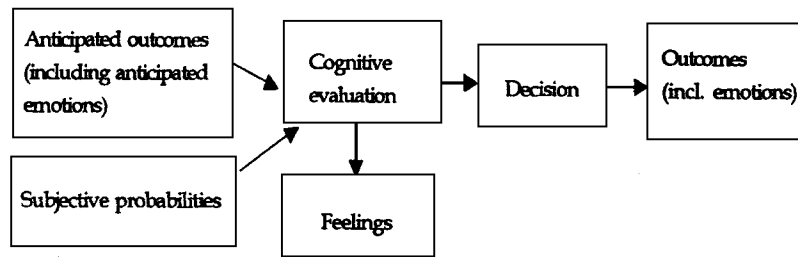 Anticipated outcomes
(including anticipated
emotions)
Subjective probabilities
Cognitive
evaluation
Feelings
Decision
Outcomes
(incl. emotions)